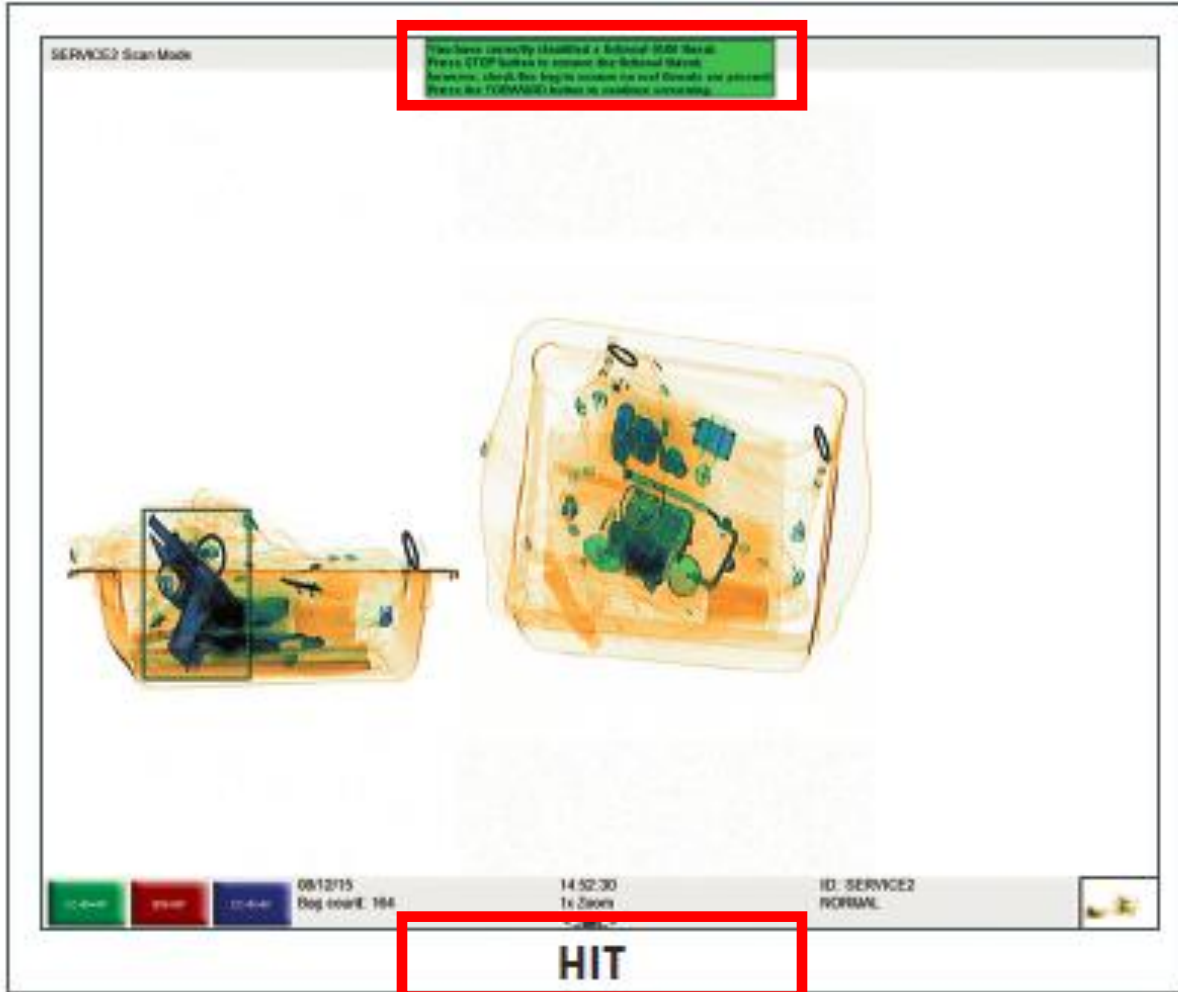 SERVICE2 Scan Mode
You have correctly identified a fictional GUN threat.
Press STOP button to remove the fictional threat,
however, check the bag to ensure no real threats are present.
Press the FORWARD button to continue screening.
08/12/15
14:52:30
ID: SERVICE2
Bag count: 164
1x Zoom
NORMAL
HIT